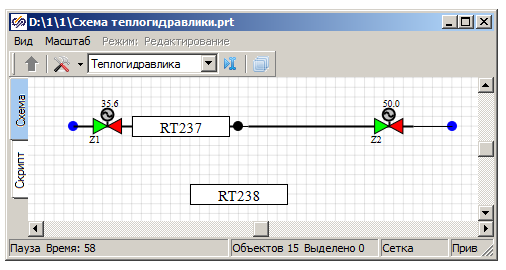 D:\1\1\Схема теплогидравлики.prt
Вид Масштаб Режим: Редактирование
Теплогидравлика
Схема
Скрипт
35.6
50.0
RT237
Z1
Z2
RT238
Пауза Время: 58 Объектов 15 Выделено 0 Сетка Прив